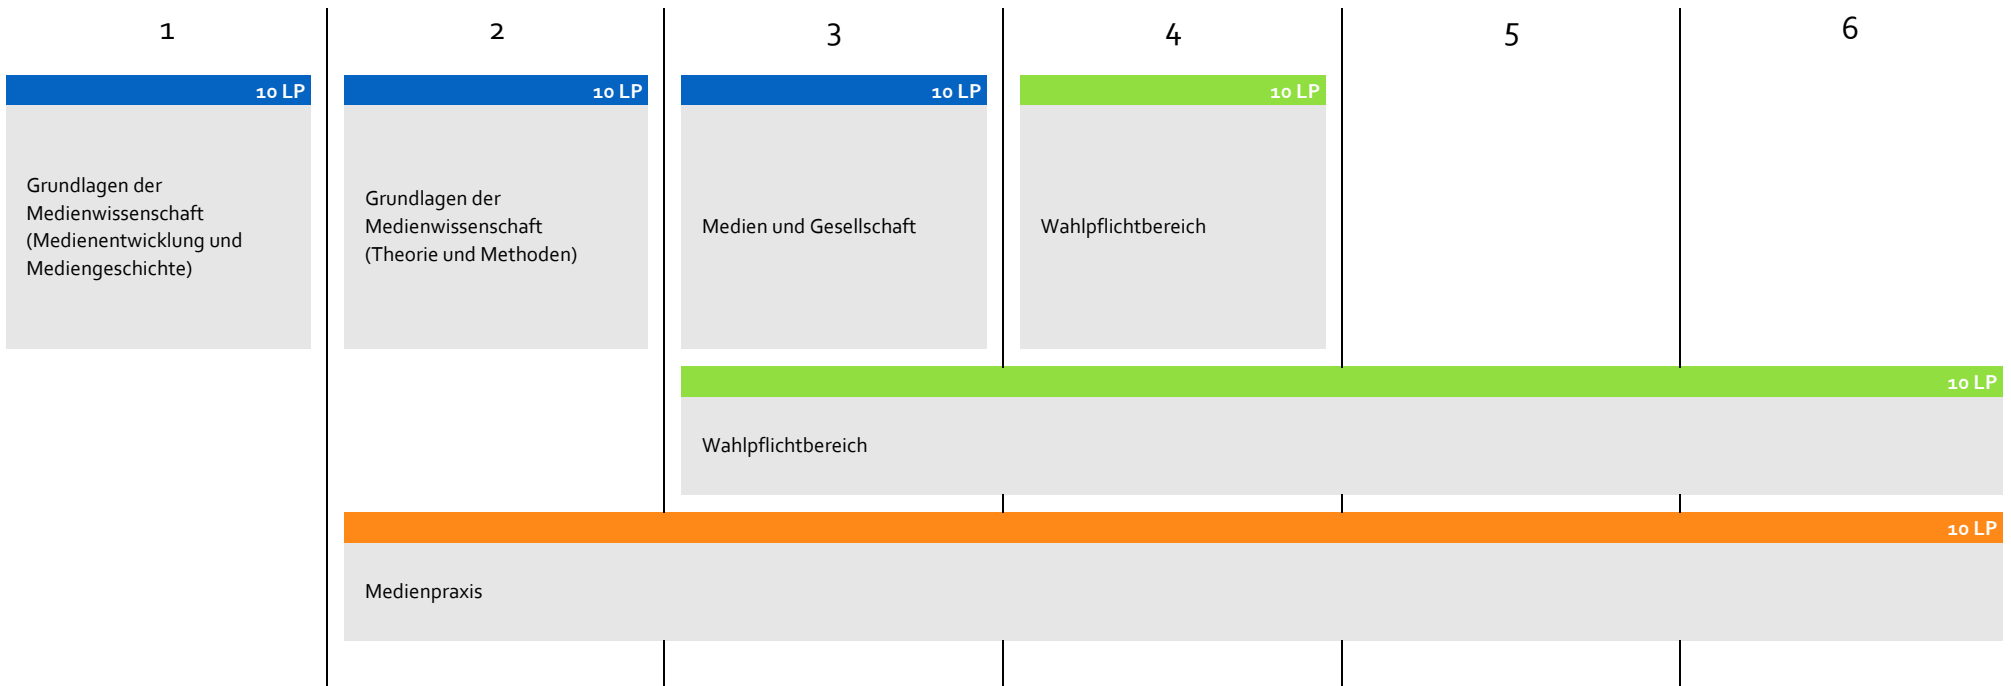 1
2
3
4
5
6
10 LP
10 LP
10 LP
10 LP
Grundlagen der
Medienwissenschaft
(Medienentwicklung und
Mediengeschichte)
Grundlagen der
Medienwissenschaft
(Theorie und Methoden)
Medien und Gesellschaft
Wahlpflichtbereich
10 LP
Wahlpflichtbereich
10 LP
Medienpraxis